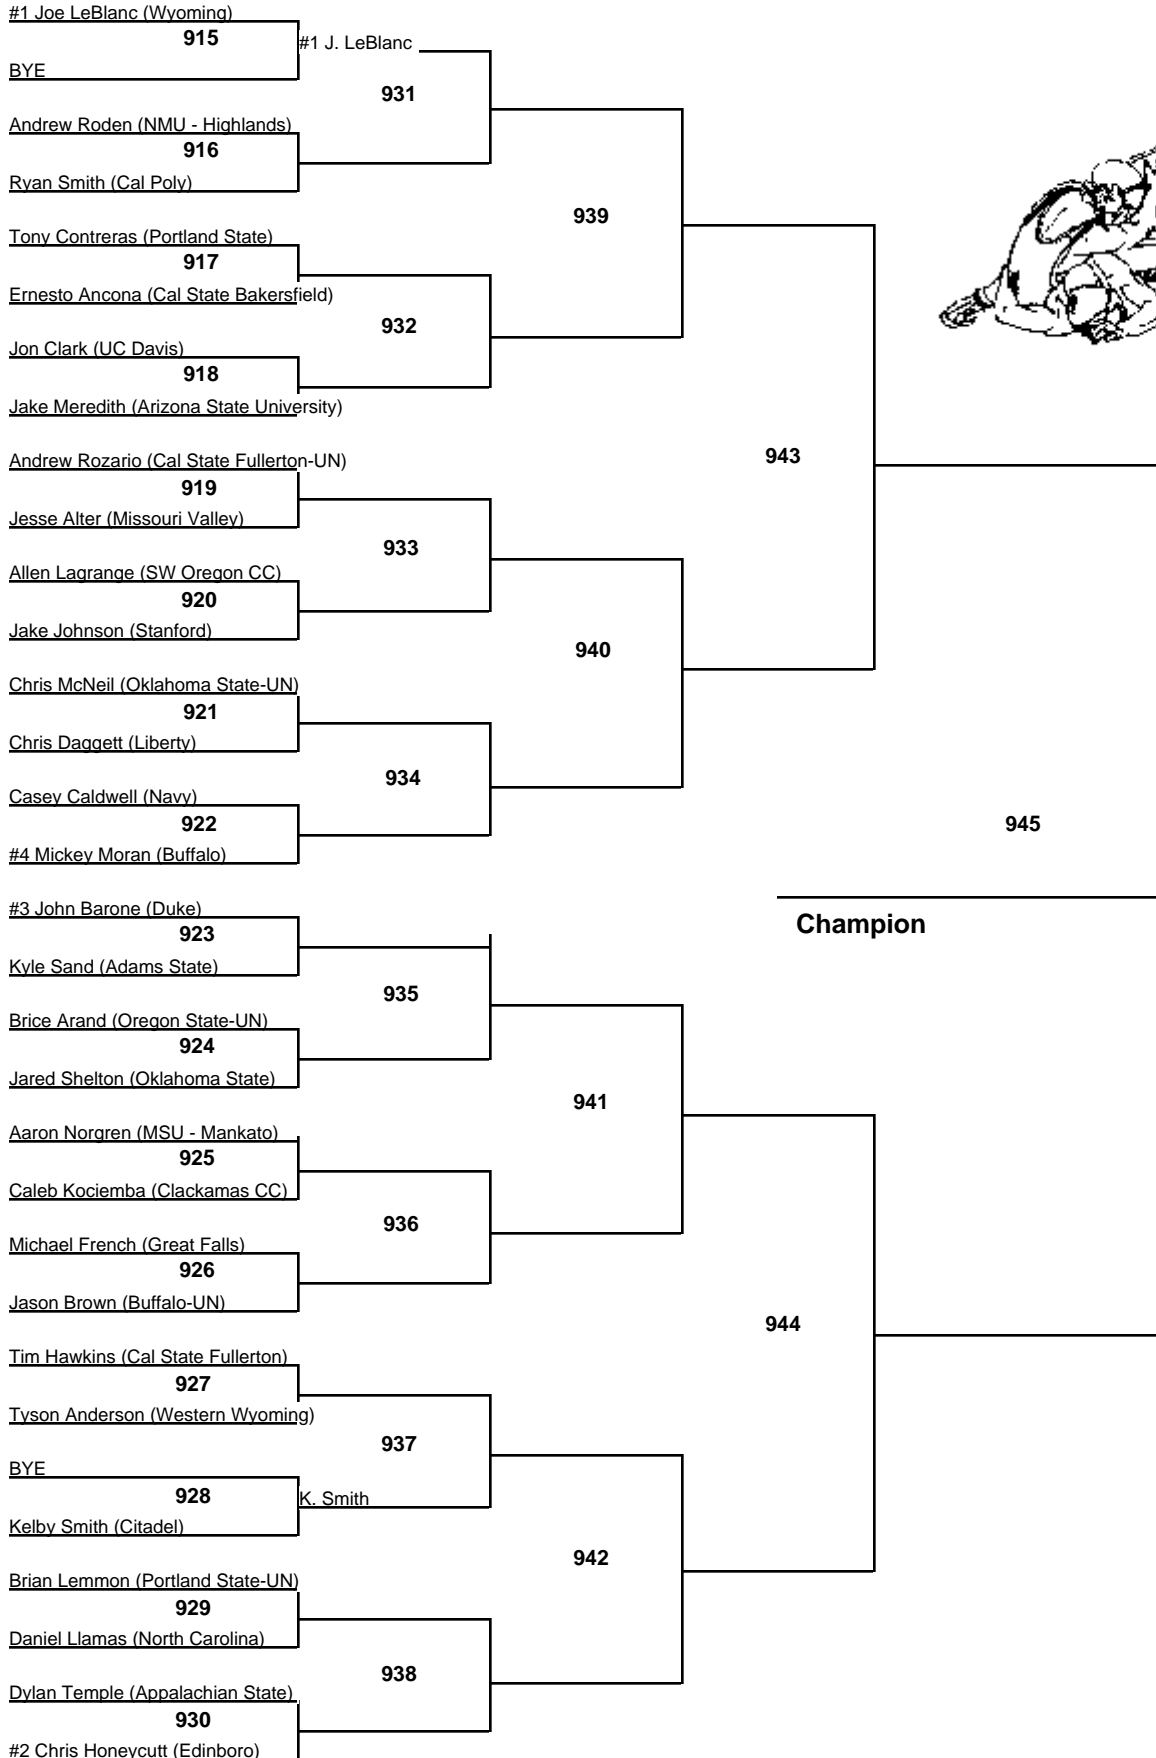 #1 Joe LeBlanc (Wyoming)
915
#1 J. LeBlanc
BYE
931
Andrew Roden (NMU - Highlands)
916
Ryan Smith (Cal Poly)
939
Tony Contreras (Portland State)
917
Ernesto Ancona (Cal State Bakersfield)
932
Jon Clark (UC Davis)
918
Jake Meredith (Arizona State University)
943
Andrew Rozario (Cal State Fullerton-UN)
919
Jesse Alter (Missouri Valley)
933
Allen Lagrange (SW Oregon CC)
920
Jake Johnson (Stanford)
940
Chris McNeil (Oklahoma State-UN)
921
Chris Daggett (Liberty)
934
Casey Caldwell (Navy)
922
945
#4 Mickey Moran (Buffalo)
#3 John Barone (Duke)
923
Champion
Kyle Sand (Adams State)
935
Brice Arand (Oregon State-UN)
924
Jared Shelton (Oklahoma State)
941
Aaron Norgren (MSU - Mankato)
925
Caleb Kociemba (Clackamas CC)
936
Michael French (Great Falls)
926
Jason Brown (Buffalo-UN)
944
Tim Hawkins (Cal State Fullerton)
927
Tyson Anderson (Western Wyoming)
937
BYE
928
K. Smith
Kelby Smith (Citadel)
942
Brian Lemmon (Portland State-UN)
929
Daniel Llamas (North Carolina)
938
Dylan Temple (Appalachian State)
930
#2 Chris Honeycutt (Edinboro)